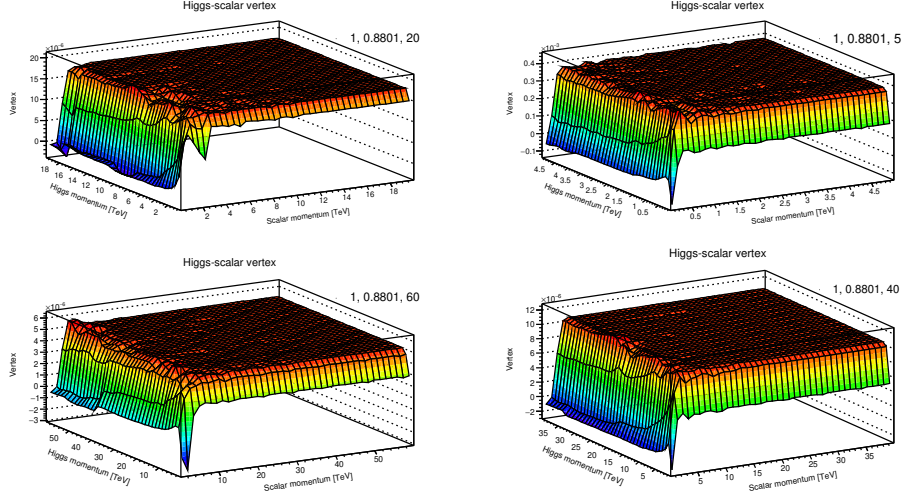 Higgs-scalar vertex
1, 0.8801, 20
×10⁻⁶
Vertex
20
15
10
5
0
18 16 14 12 10 8 6 4 2
Higgs momentum [TeV]
2 4 6 8 10 12 14 16 18
Scalar momentum [TeV]
Higgs-scalar vertex
1, 0.8801, 5
×10⁻³
Vertex
0.4
0.3
0.2
0.1
0
−0.1
4.5 4 3.5 3 2.5 2 1.5 1 0.5
Higgs momentum [TeV]
0.5 1 1.5 2 2.5 3 3.5 4 4.5
Scalar momentum [TeV]
Higgs-scalar vertex
1, 0.8801, 60
×10⁻⁶
Vertex
6
5
4
3
2
1
0
−1
−2
−3
50 40 30 20 10
Higgs momentum [TeV]
10 20 30 40 50
Scalar momentum [TeV]
Higgs-scalar vertex
1, 0.8801, 40
Vertex
12
10
8
6
4
2
0
−2
35 30 25 20 15 10 5
Higgs momentum [TeV]
5 10 15 20 25 30 35
Scalar momentum [TeV]